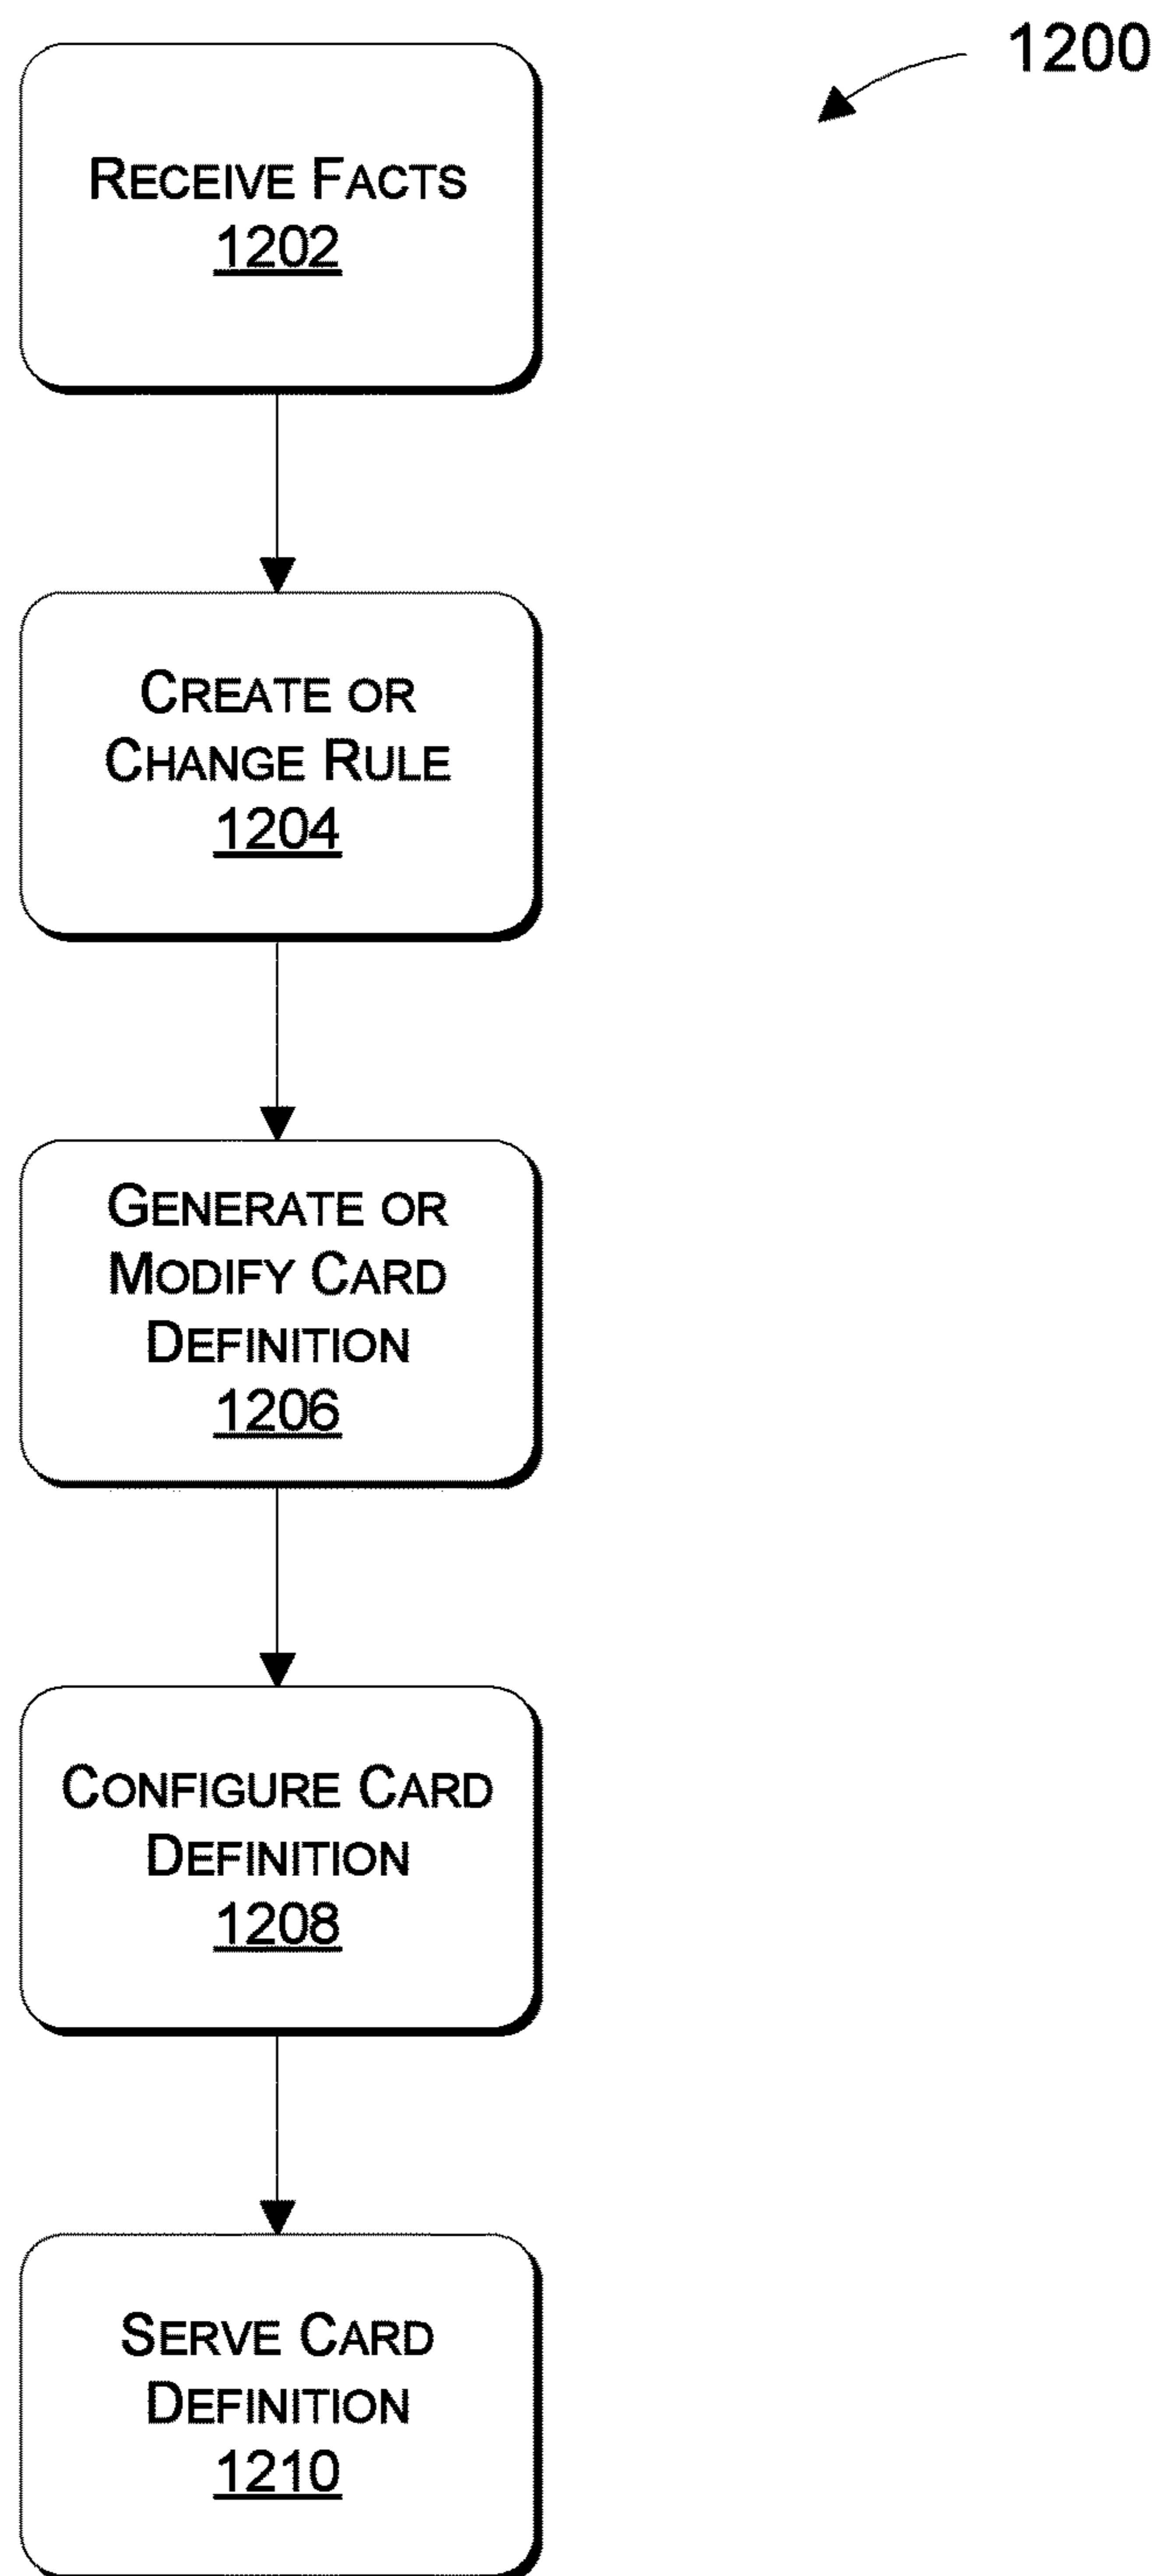 1200
RECEIVE FACTS
1202
CREATE OR
CHANGE RULE
1204
GENERATE OR
MODIFY CARD
DEFINITION
1206
CONFIGURE CARD
DEFINITION
1208
SERVE CARD
DEFINITION
1210